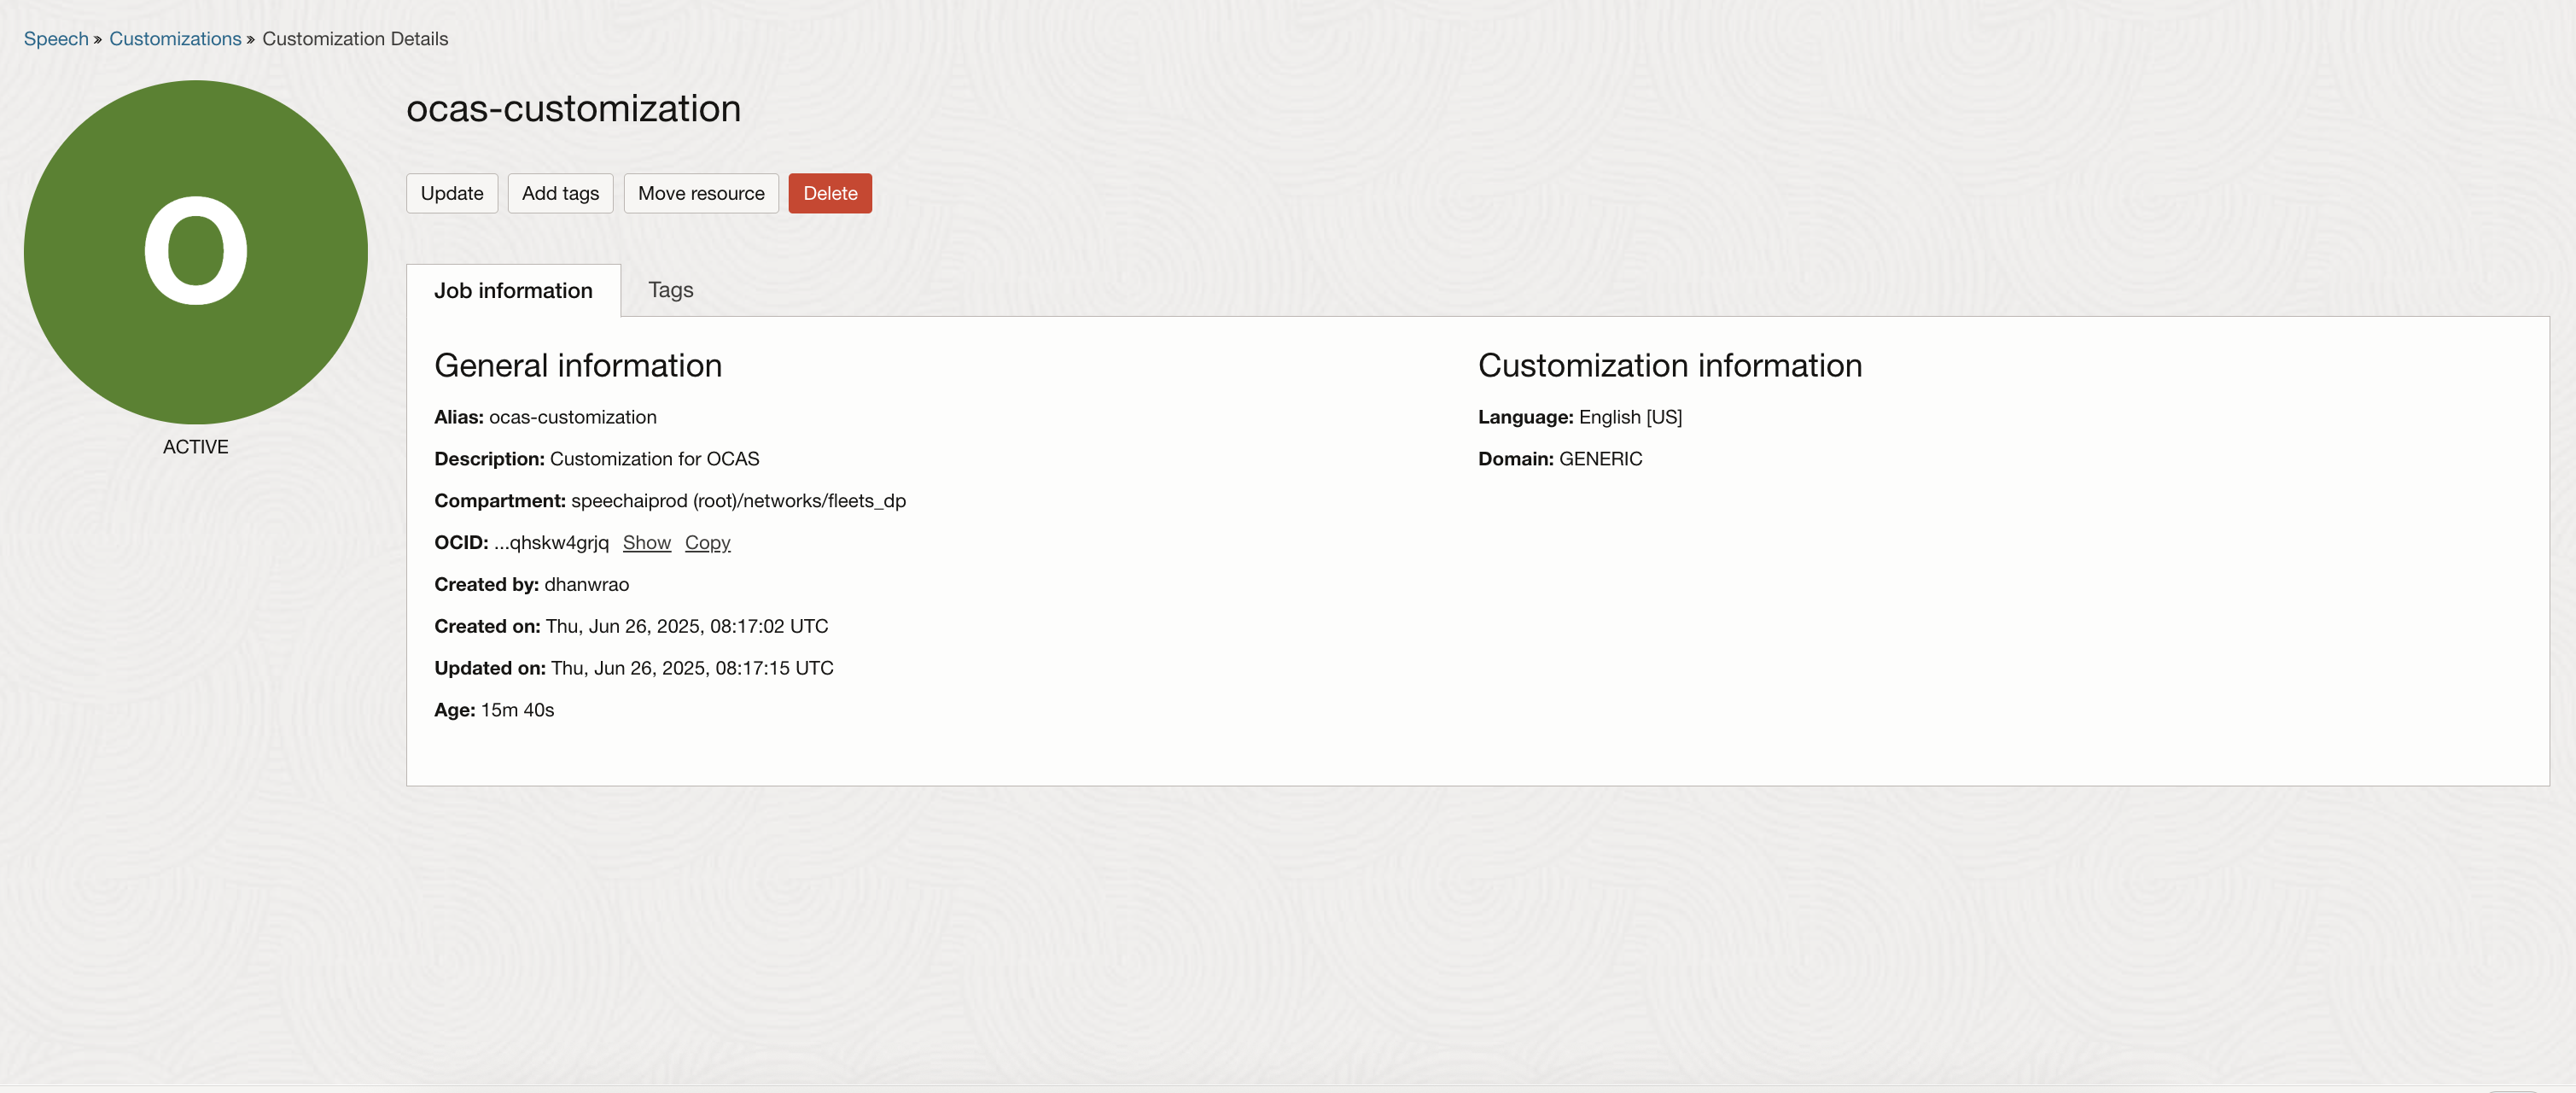 Speech » Customizations » Customization Details
O
ACTIVE
ocas-customization
Update Add tags Move resource Delete
Job information Tags
General information
Alias: ocas-customization
Description: Customization for OCAS
Compartment: speechaiprod (root)/networks/fleets_dp
OCID: ...qhskw4grjq Show Copy
Created by: dhanwrao
Created on: Thu, Jun 26, 2025, 08:17:02 UTC
Updated on: Thu, Jun 26, 2025, 08:17:15 UTC
Age: 15m 40s
Customization information
Language: English [US]
Domain: GENERIC